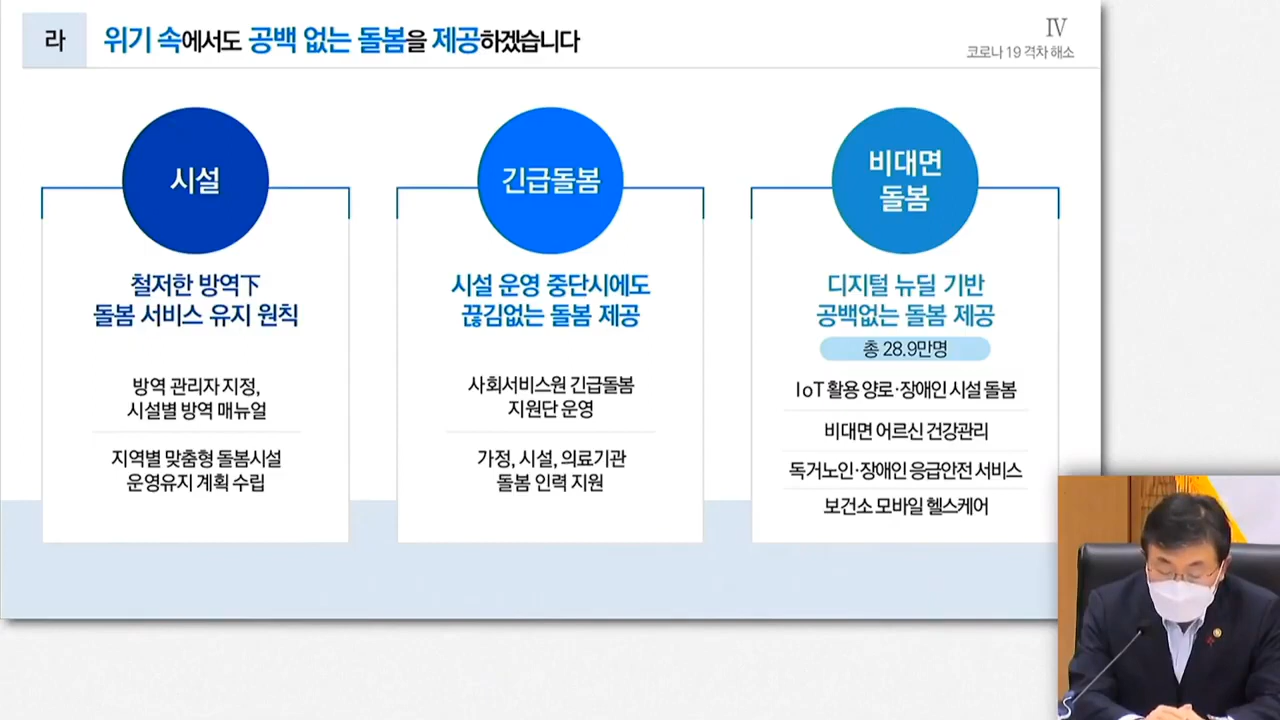 라
위기 속에서도 공백 없는 돌봄을 제공하겠습니다
Ⅳ
코로나 19 격차 해소
시설
철저한 방역下
돌봄 서비스 유지 원칙
방역 관리자 지정,
시설별 방역 매뉴얼
지역별 맞춤형 돌봄시설
운영유지 계획 수립
긴급돌봄
시설 운영 중단시에도
끊김없는 돌봄 제공
사회서비스원 긴급돌봄
지원단 운영
가정, 시설, 의료기관
돌봄 인력 지원
비대면
돌봄
디지털 뉴딜 기반
공백없는 돌봄 제공
총 28.9만명
IoT 활용 양로·장애인 시설 돌봄
비대면 어르신 건강관리
독거노인·장애인 응급안전 서비스
보건소 모바일 헬스케어